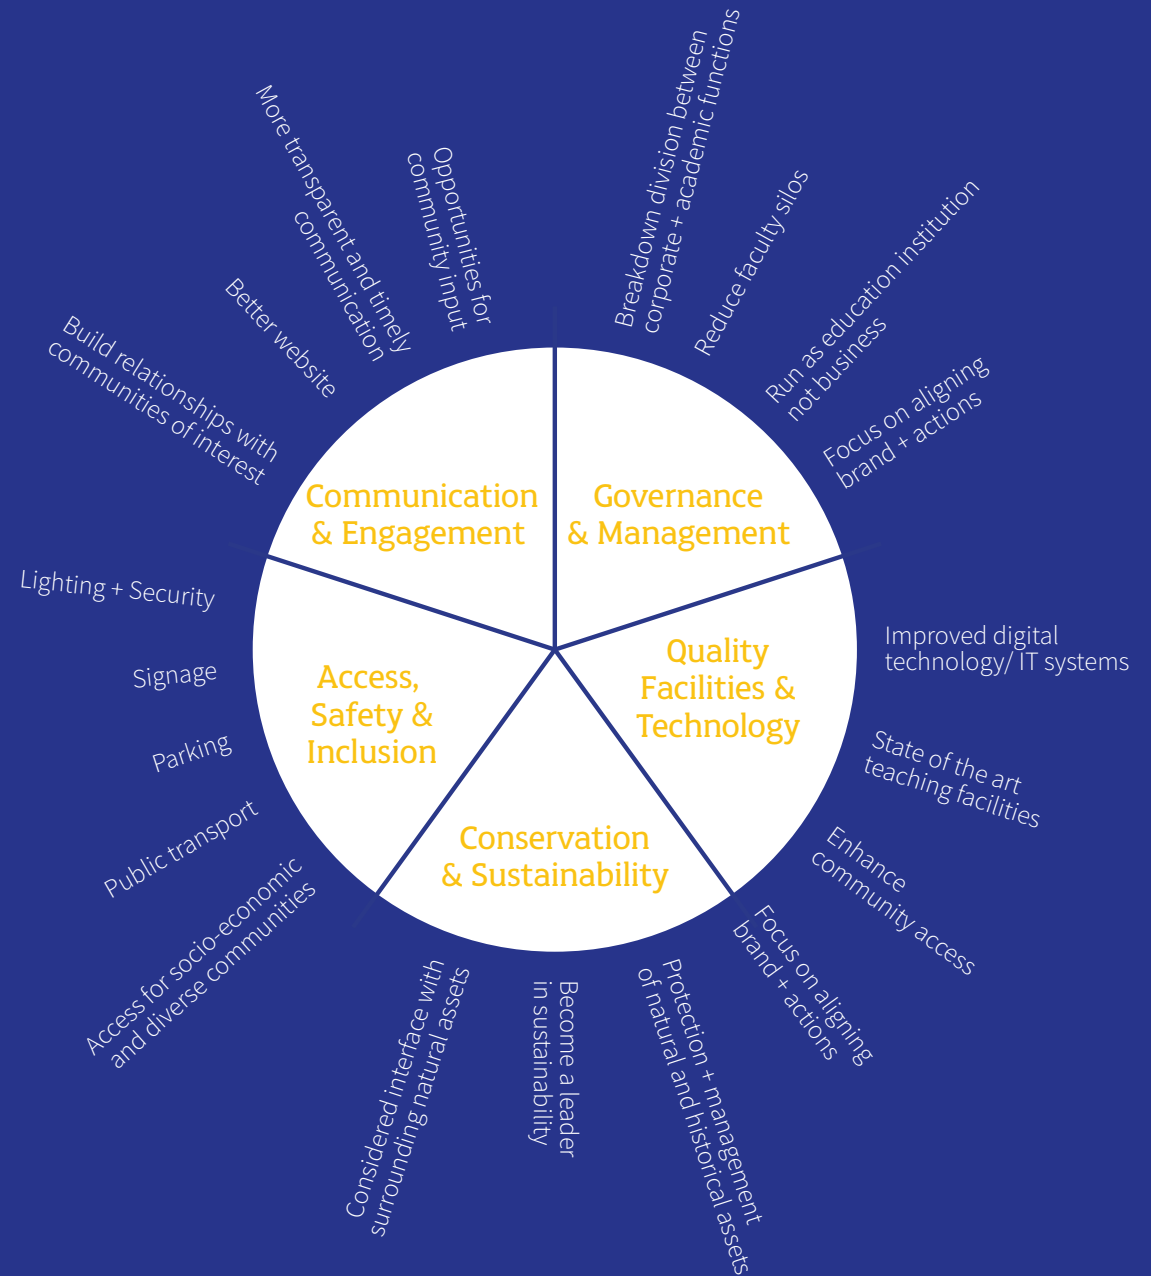 Communication
& Engagement
Opportunities for
community input
More transparent and timely
communication
Better website
Build relationships with
communities of interest
Governance
& Management
Breakdown division between
corporate + academic functions
Reduce faculty silos
Run as education institution
not business
Focus on aligning
brand + actions
Quality
Facilities &
Technology
Improved digital
technology/ IT systems
State of the art
teaching facilities
Enhance
community access
Focus on aligning
brand + actions
Conservation
& Sustainability
Protection + management
of natural and historical assets
Become a leader
in sustainability
Considered interface with
surrounding natural assets
Access,
Safety &
Inclusion
Lighting + Security
Signage
Parking
Public transport
Access for socio-economic
and diverse communities